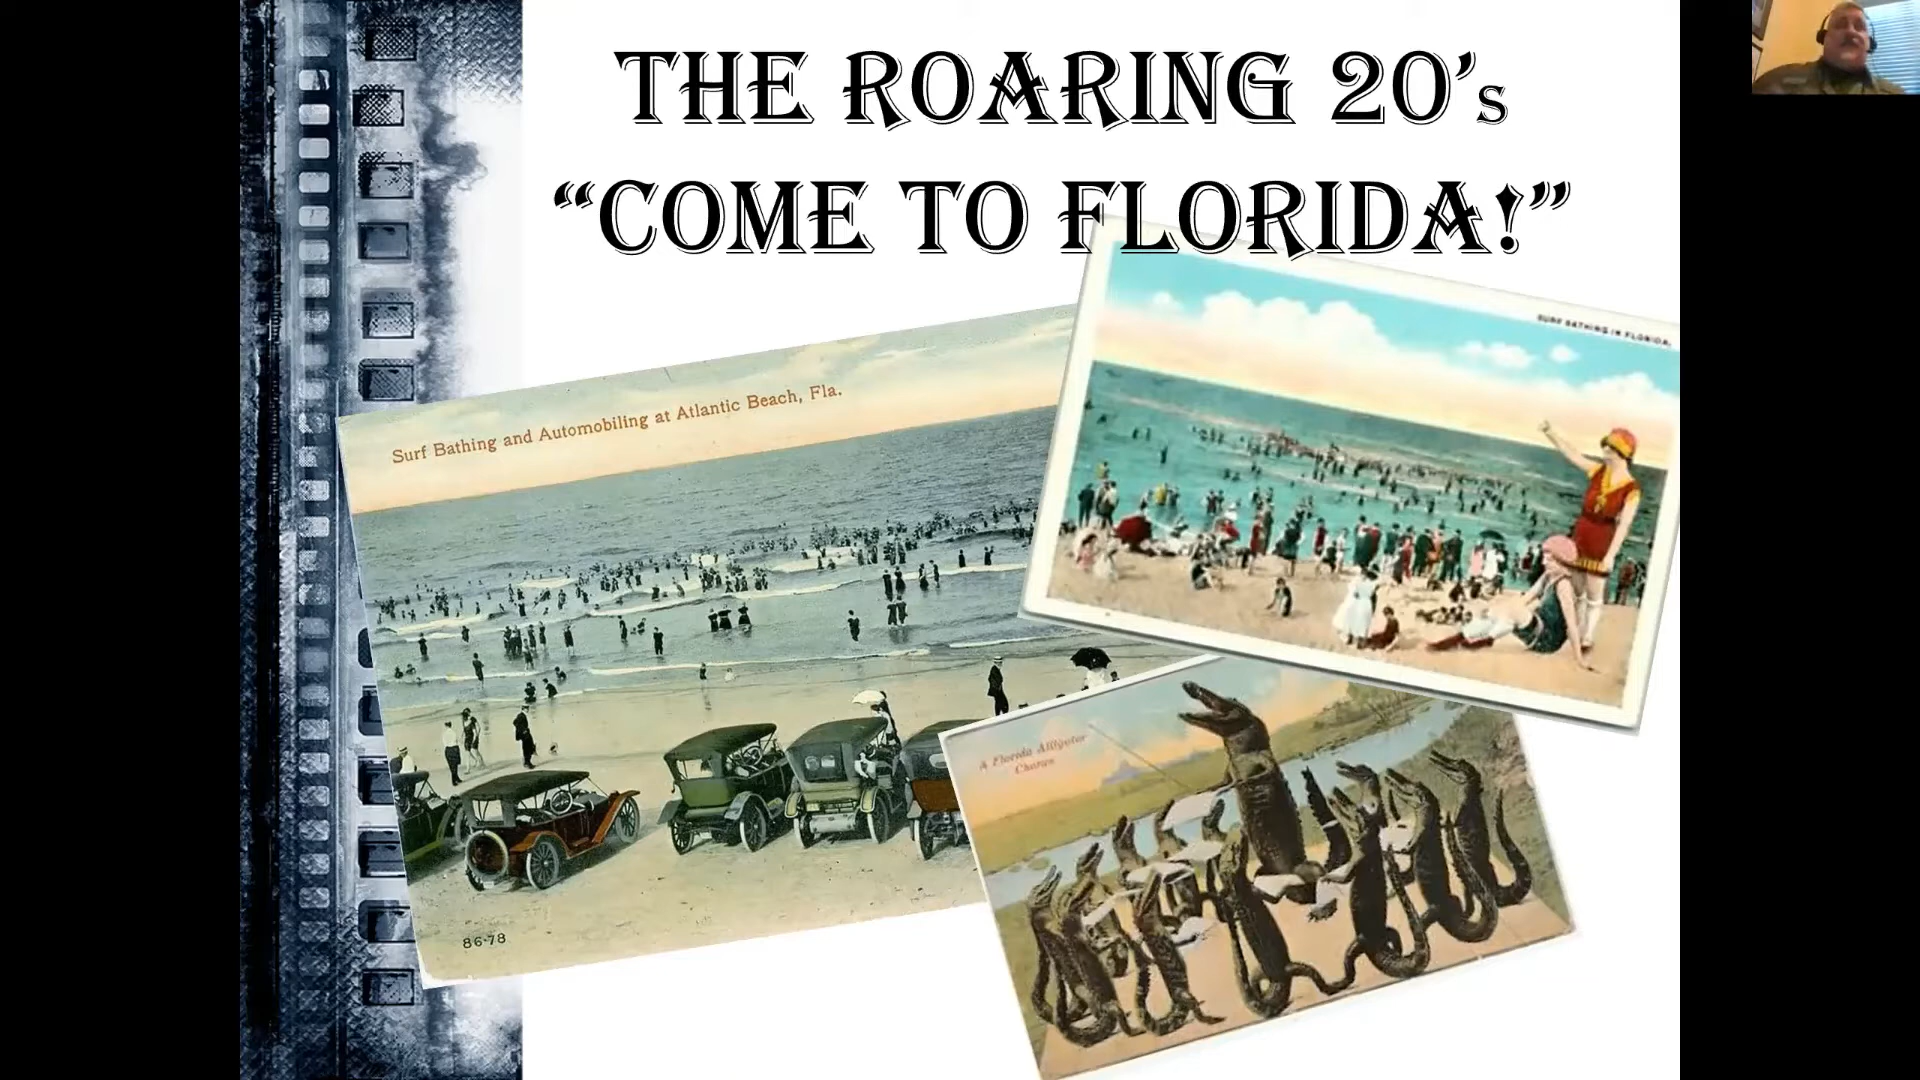 THE ROARING 20's
"COME TO FLORIDA!"
SURF BATHING IN FLORIDA.
Surf Bathing and Automobiling at Atlantic Beach, Fla.
A Florida Alligator
Chorus
86-78